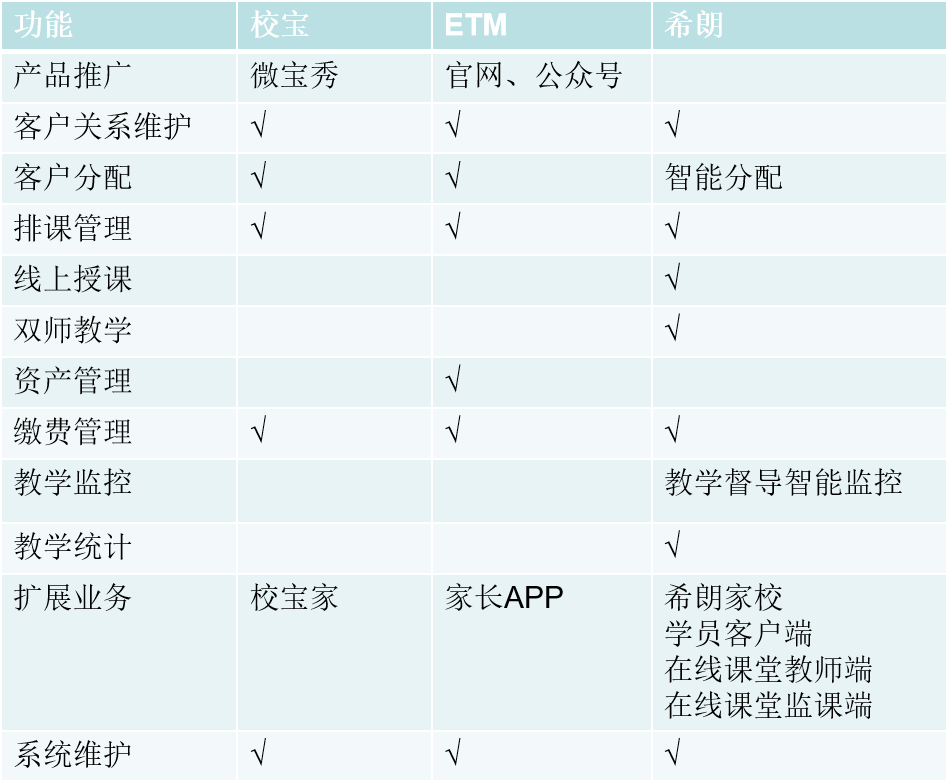 功能 校宝 ETM 希朗
产品推广 微宝秀 官网、公众号
客户关系维护 √ √ √
客户分配 √ √ 智能分配
排课管理 √ √ √
线上授课 √
双师教学 √
资产管理 √
缴费管理 √ √ √
教学监控 教学督导智能监控
教学统计 √
扩展业务 校宝家 家长APP 希朗家校
学员客户端
在线课堂教师端
在线课堂监课端
系统维护 √ √ √